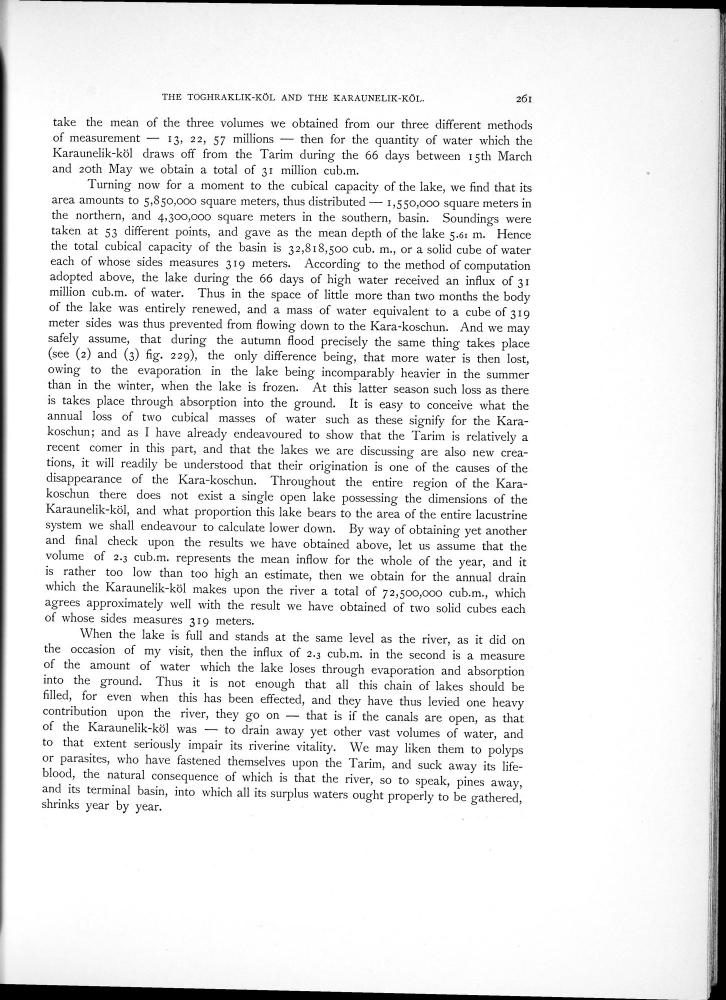 THE TOGHRAKLIK-KÖL AND THE KARAUNELIK-KÖL. 261
take the mean of the three volumes we obtained from our three different methods
of measurement — 13, 22, 57 millions — then for the quantity of water which the
Karaunelik-köl draws off from the Tarim during the 66 days between 15th March
and 20th May we obtain a total of 31 million cub.m.
Turning now for a moment to the cubical capacity of the lake, we find that its
area amounts to 5,850,000 square meters, thus distributed — 1,550,000 square meters in
the northern, and 4,300,000 square meters in the southern, basin. Soundings were
taken at 53 different points, and gave as the mean depth of the lake 5.61 m. Hence
the total cubical capacity of the basin is 32,818,500 cub. m., or a solid cube of water
each of whose sides measures 319 meters. According to the method of computation
adopted above, the lake during the 66 days of high water received an influx of 31
million cub.m. of water. Thus in the space of little more than two months the body
of the lake was entirely renewed, and a mass of water equivalent to a cube of 319
meter sides was thus prevented from flowing down to the Kara-koschun. And we may
safely assume, that during the autumn flood precisely the same thing takes place
(see (2) and (3) fig. 229), the only difference being, that more water is then lost,
owing to the evaporation in the lake being incomparably heavier in the summer
than in the winter, when the lake is frozen. At this latter season such loss as there
is takes place through absorption into the ground. It is easy to conceive what the
annual loss of two cubical masses of water such as these signify for the Kara-
koschun; and as I have already endeavoured to show that the Tarim is relatively a
recent comer in this part, and that the lakes we are discussing are also new crea-
tions, it will readily be understood that their origination is one of the causes of the
disappearance of the Kara-koschun. Throughout the entire region of the Kara-
koschun there does not exist a single open lake possessing the dimensions of the
Karaunelik-köl, and what proportion this lake bears to the area of the entire lacustrine
system we shall endeavour to calculate lower down. By way of obtaining yet another
and final check upon the results we have obtained above, let us assume that the
volume of 2.3 cub.m. represents the mean inflow for the whole of the year, and it
is rather too low than too high an estimate, then we obtain for the annual drain
which the Karaunelik-köl makes upon the river a total of 72,500,000 cub.m., which
agrees approximately well with the result we have obtained of two solid cubes each
of whose sides measures 319 meters.
When the lake is full and stands at the same level as the river, as it did on
the occasion of my visit, then the influx of 2.3 cub.m. in the second is a measure
of the amount of water which the lake loses through evaporation and absorption
into the ground. Thus it is not enough that all this chain of lakes should be
filled, for even when this has been effected, and they have thus levied one heavy
contribution upon the river, they go on — that is if the canals are open, as that
of the Karaunelik-köl was — to drain away yet other vast volumes of water, and
to that extent seriously impair its riverine vitality. We may liken them to polyps
or parasites, who have fastened themselves upon the Tarim, and suck away its life-
blood, the natural consequence of which is that the river, so to speak, pines away,
and its terminal basin, into which all its surplus waters ought properly to be gathered,
shrinks year by year.